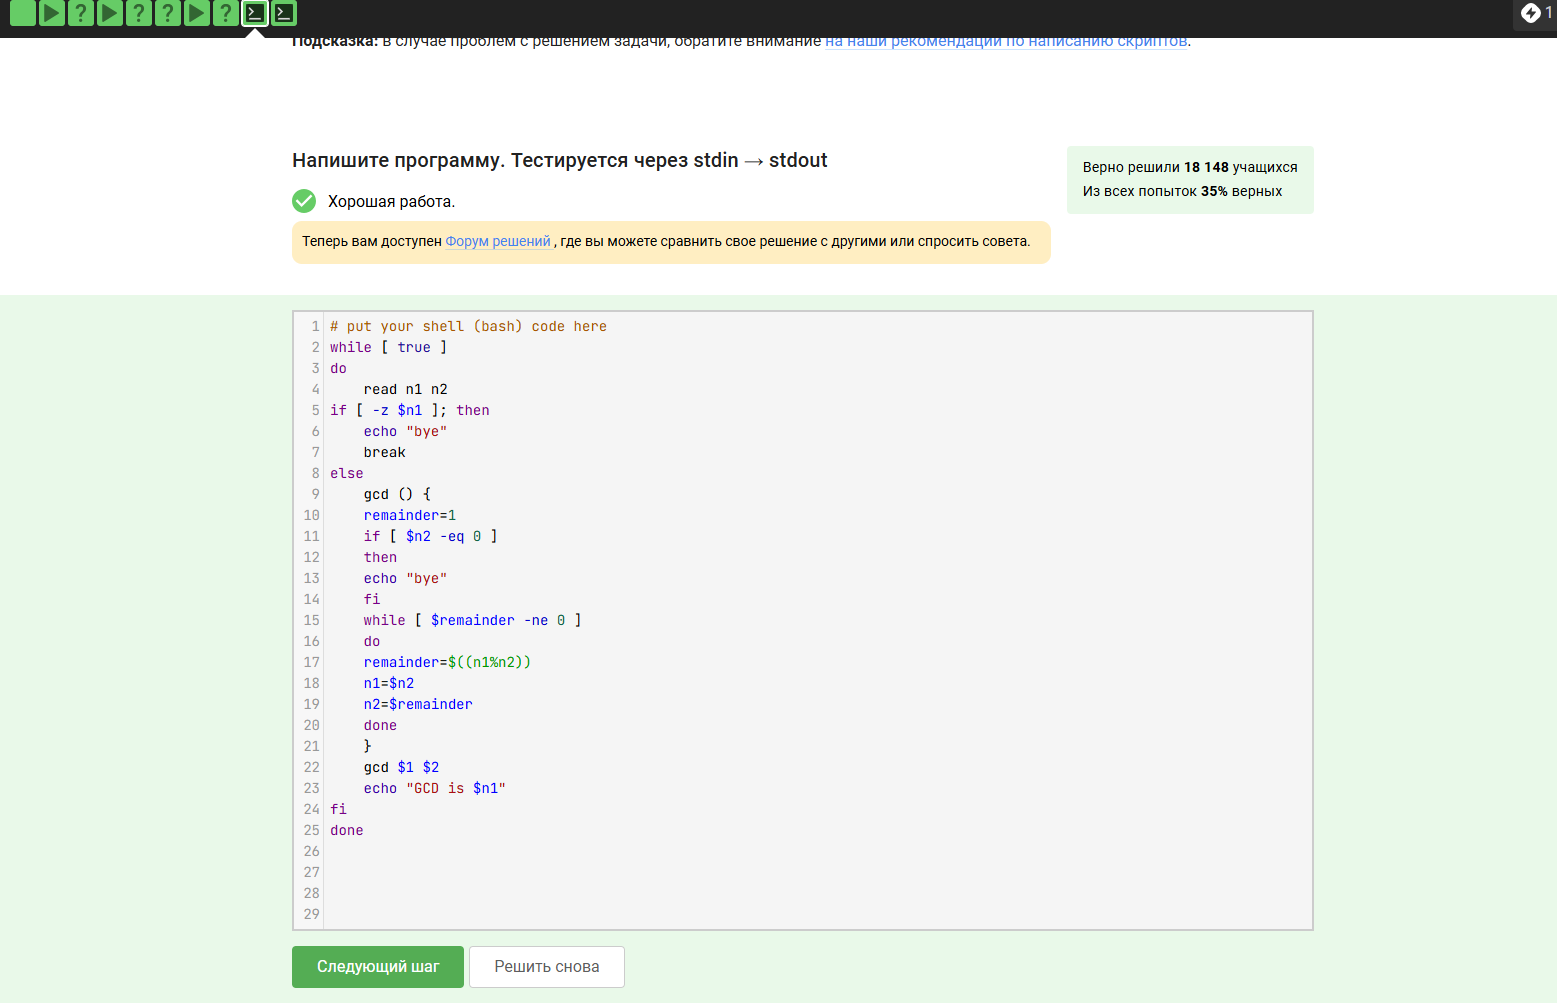 1
Подсказка: в случае проблем с решением задачи, обратите внимание на наши рекомендации по написанию скриптов.
Напишите программу. Тестируется через stdin → stdout
Верно решили 18 148 учащихся
Из всех попыток 35% верных
Хорошая работа.
Теперь вам доступен Форум решений , где вы можете сравнить свое решение с другими или спросить совета.
1 # put your shell (bash) code here
2 while [ true ]
3 do
4     read n1 n2
5 if [ -z $n1 ]; then
6     echo "bye"
7     break
8 else
9     gcd () {
10     remainder=1
11     if [ $n2 -eq 0 ]
12     then
13     echo "bye"
14     fi
15     while [ $remainder -ne 0 ]
16     do
17     remainder=$((n1%n2))
18     n1=$n2
19     n2=$remainder
20     done
21     }
22     gcd $1 $2
23     echo "GCD is $n1"
24 fi
25 done
26
27
28
29
Следующий шаг
Решить снова